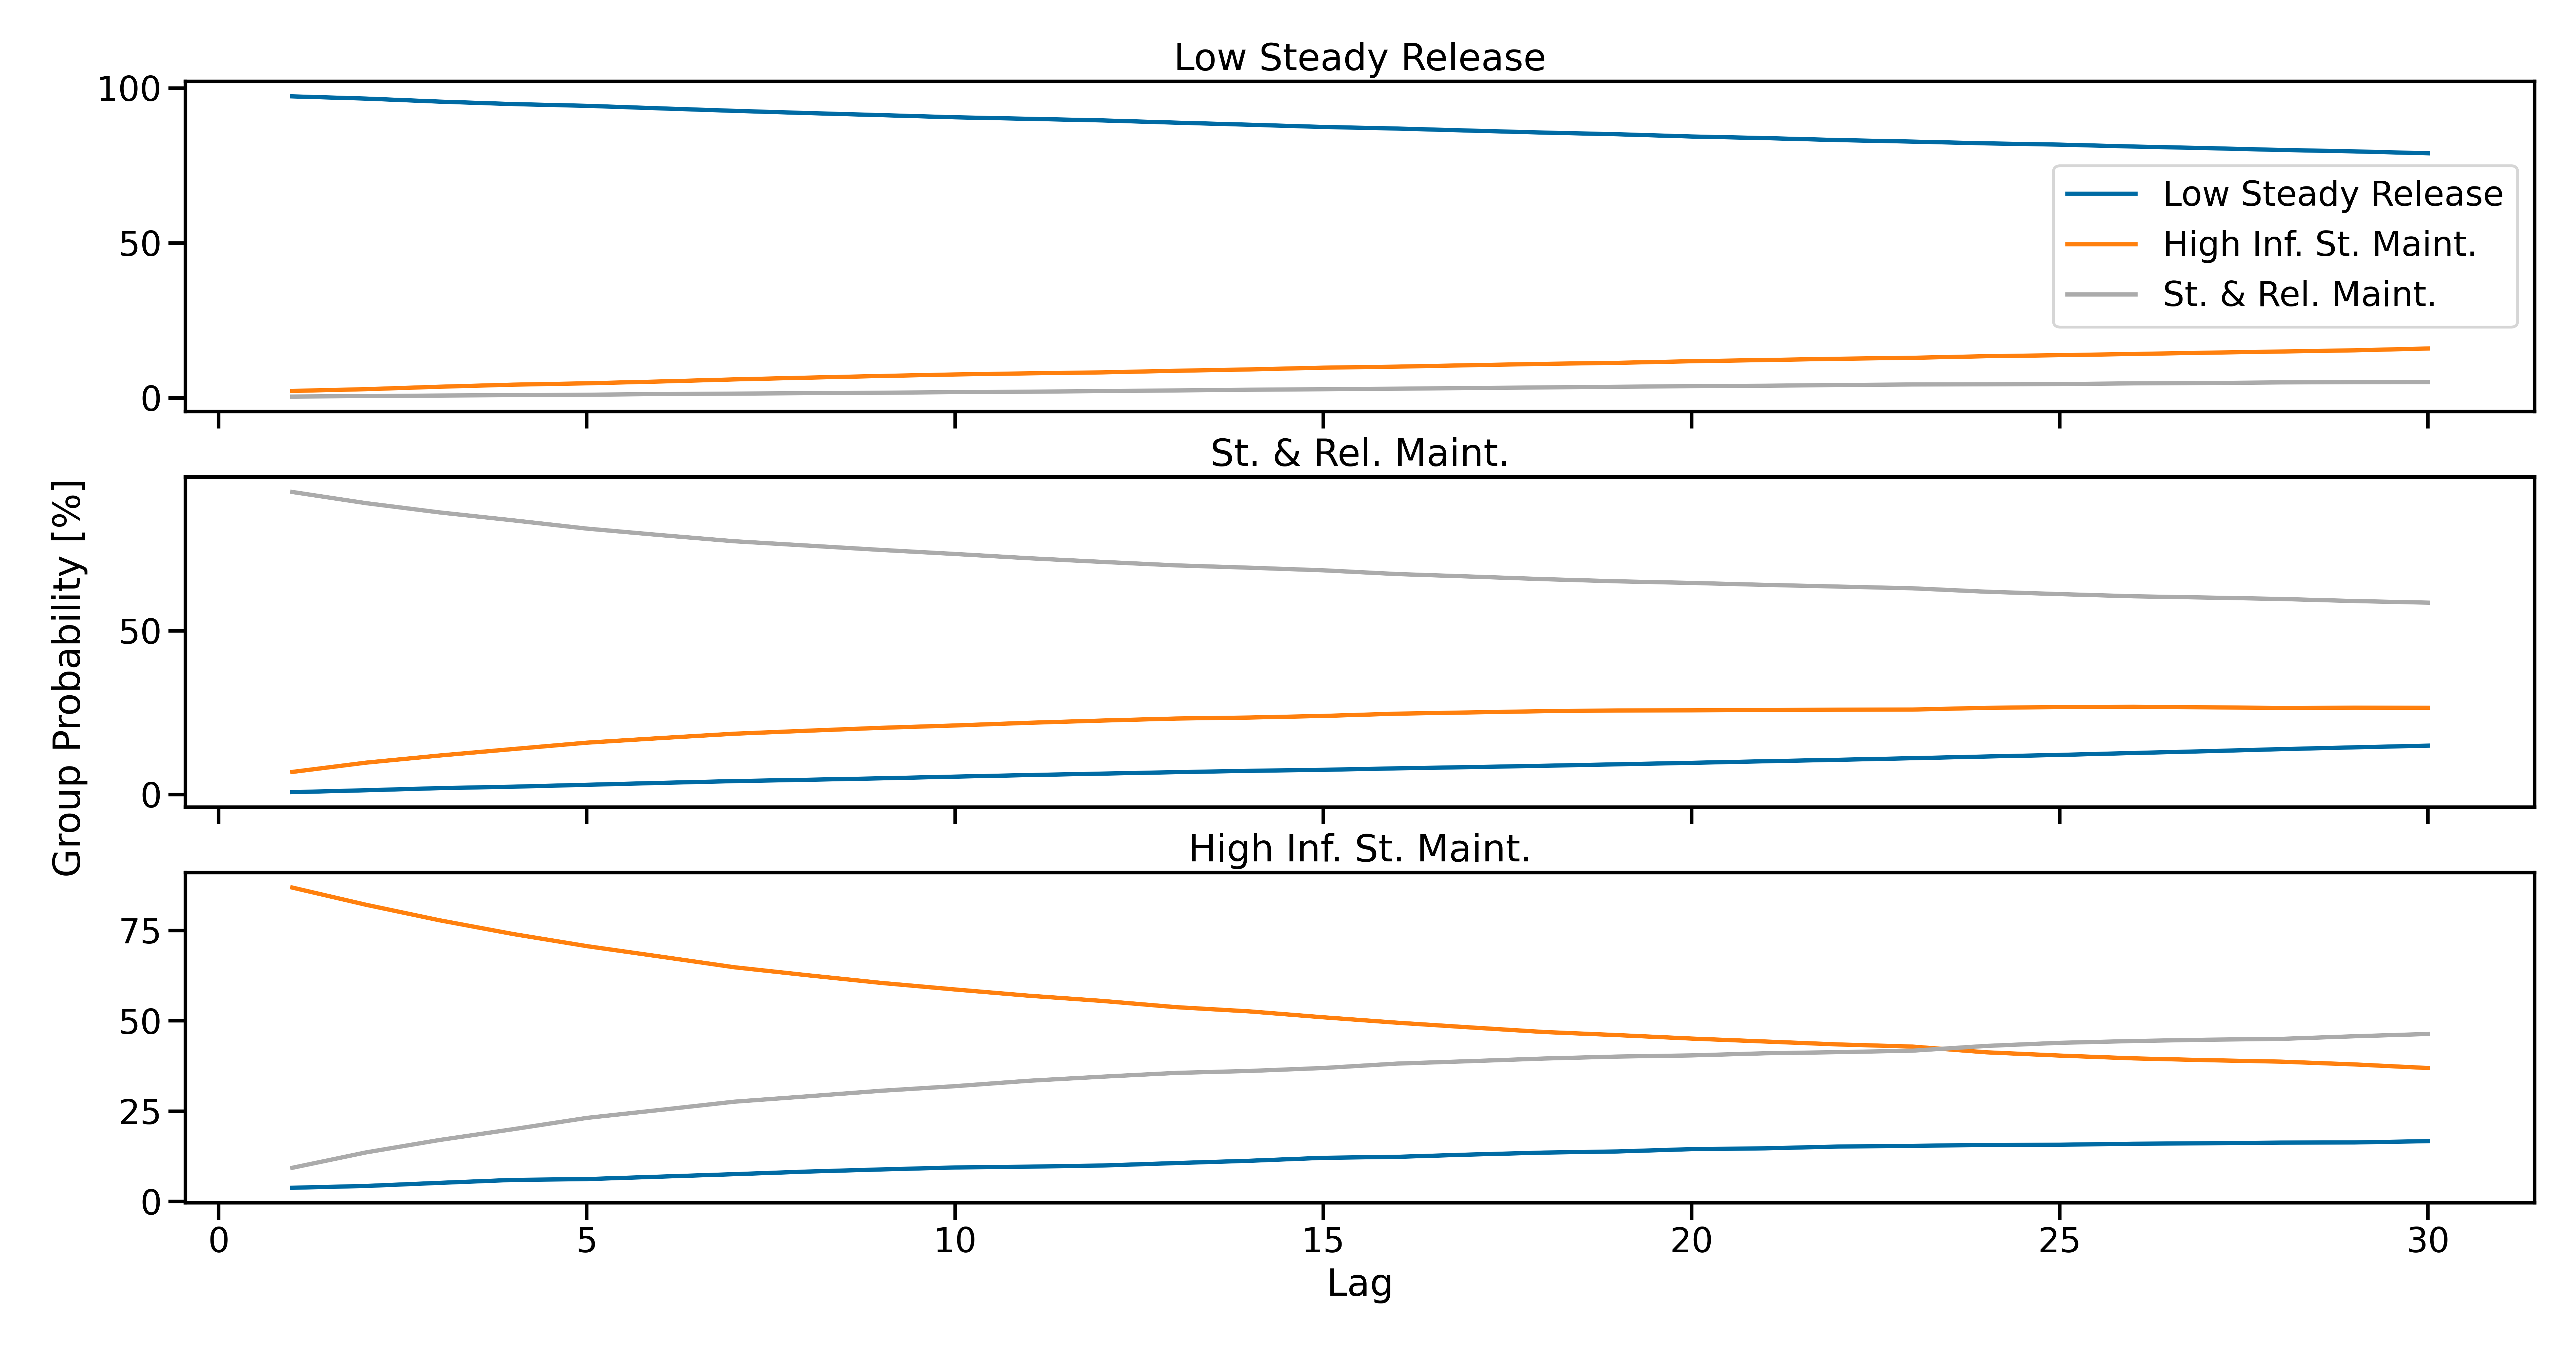 Low Steady Release
100
50
0
Low Steady Release
High Inf. St. Maint.
St. & Rel. Maint.
St. & Rel. Maint.
50
0
Group Probability [%]
High Inf. St. Maint.
75
50
25
0
0 5 10 15 20 25 30
Lag